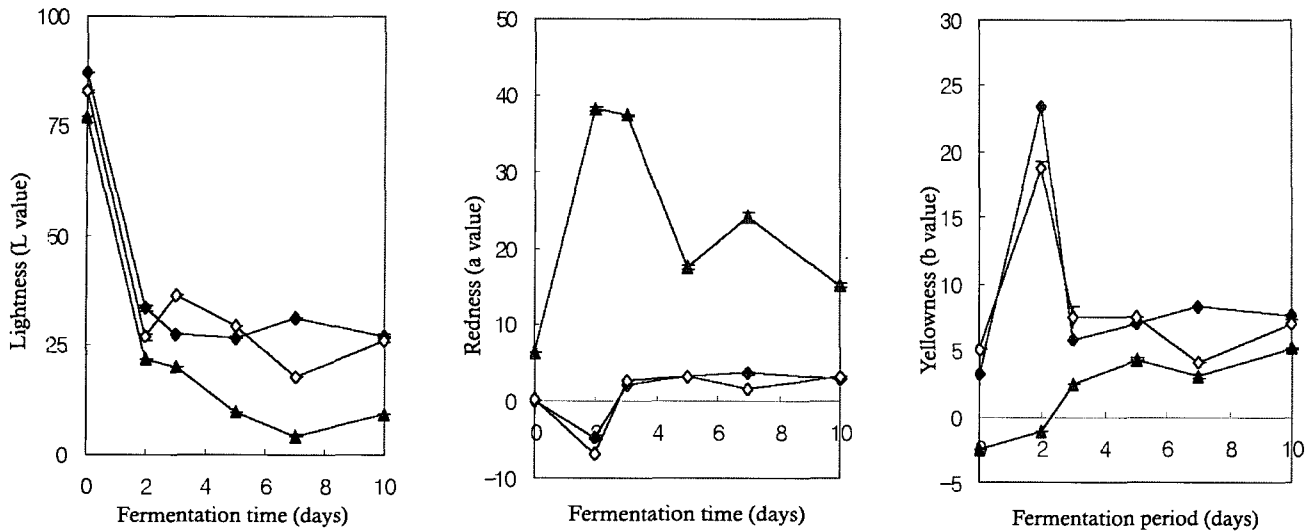 100
75
50
25
0
Lightness (L value)
0 2 4 6 8 10
Fermentation time (days)
50
40
30
20
10
0
-10
Redness (a value)
0 2 4 6 8 10
Fermentation time (days)
30
25
20
15
10
5
0
-5
Yellowness (b value)
0 2 4 6 8 10
Fermentation period (days)